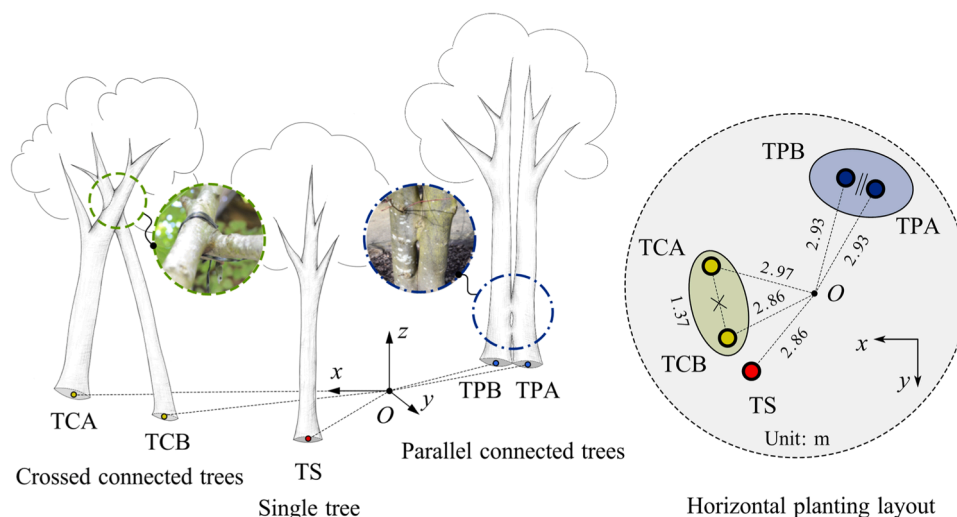 z
x
y
O
TCA
TCB
TS
TPB
TPA
Crossed connected trees
Single tree
Parallel connected trees
TPB
TPA
TCA
TCB
TS
2.93
2.93
2.97
2.86
1.37
2.86
O
x
y
Unit: m
Horizontal planting layout